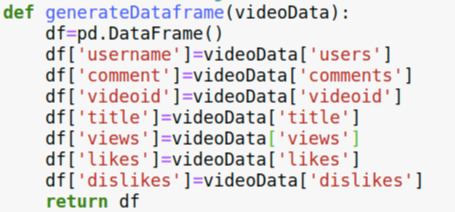 def generateDataframe(videoData):
    df=pd.DataFrame()
    df['username']=videoData['users']
    df['comment']=videoData['comments']
    df['videoid']=videoData['videoid']
    df['title']=videoData['title']
    df['views']=videoData['views']
    df['likes']=videoData['likes']
    df['dislikes']=videoData['dislikes']
    return df